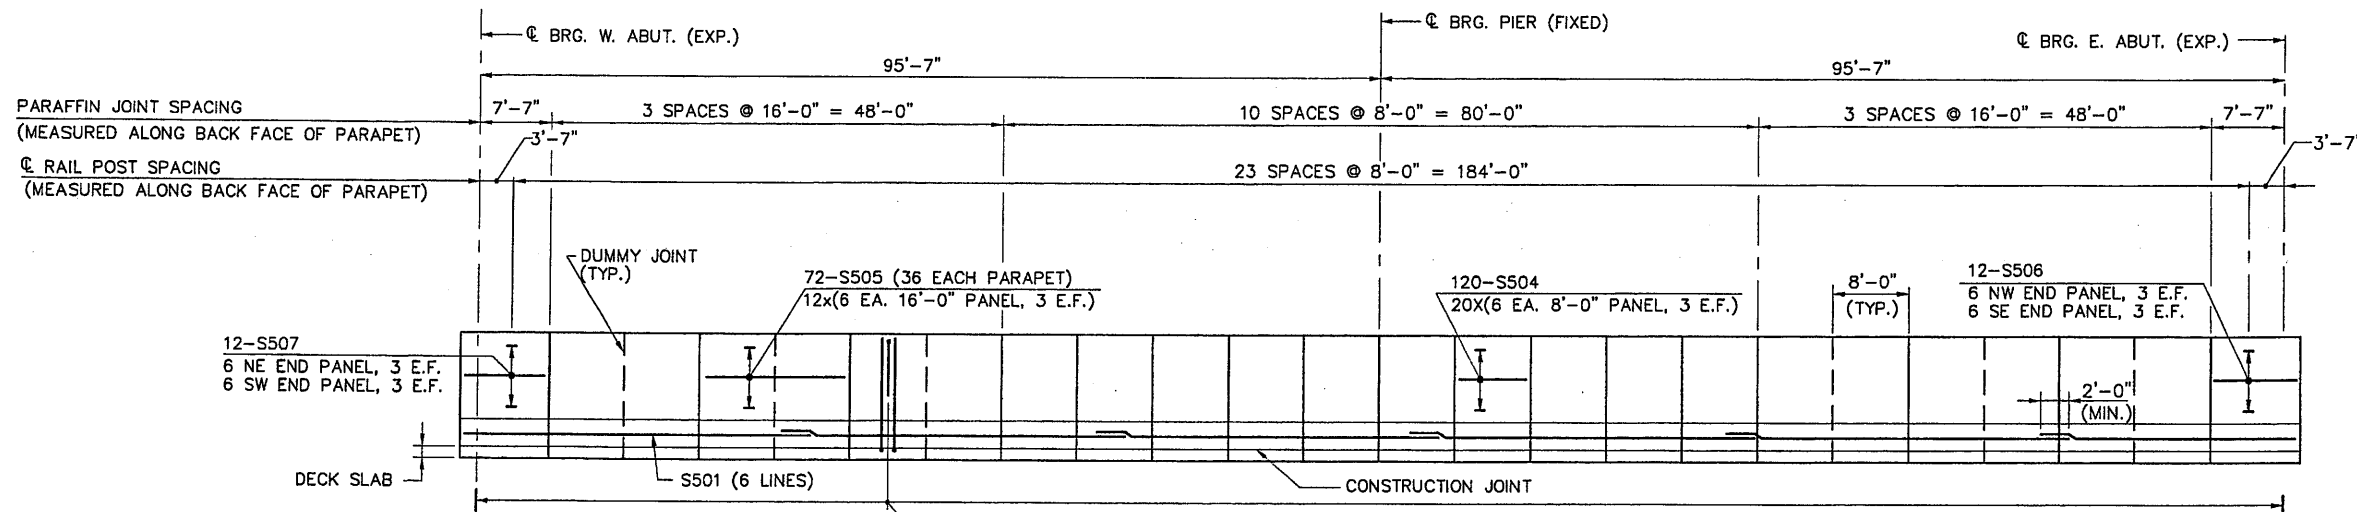 ℄ BRG. W. ABUT. (EXP.)
℄ BRG. PIER (FIXED)
℄ BRG. E. ABUT. (EXP.)
95'-7"
95'-7"
PARAFFIN JOINT SPACING
(MEASURED ALONG BACK FACE OF PARAPET)
7'-7"
3 SPACES @ 16'-0" = 48'-0"
10 SPACES @ 8'-0" = 80'-0"
3 SPACES @ 16'-0" = 48'-0"
7'-7"
3'-7"
3'-7"
℄ RAIL POST SPACING
(MEASURED ALONG BACK FACE OF PARAPET)
23 SPACES @ 8'-0" = 184'-0"
DUMMY JOINT
(TYP.)
72-S505 (36 EACH PARAPET)
12x(6 EA. 16'-0" PANEL, 3 E.F.)
120-S504
20X(6 EA. 8'-0" PANEL, 3 E.F.)
8'-0"
(TYP.)
12-S506
6 NW END PANEL, 3 E.F.
6 SE END PANEL, 3 E.F.
12-S507
6 NE END PANEL, 3 E.F.
6 SW END PANEL, 3 E.F.
2'-0"
(MIN.)
DECK SLAB
S501 (6 LINES)
CONSTRUCTION JOINT